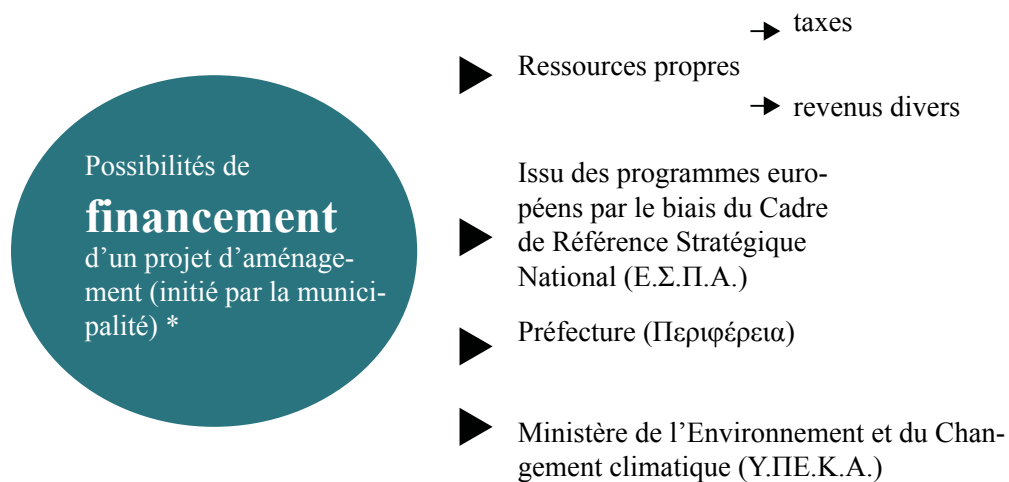 Possibilités de
financement
d’un projet d’aménage-
ment (initié par la munici-
palité) *
Ressources propres
taxes
revenus divers
Issu des programmes euro-
péens par le biais du Cadre
de Référence Stratégique
National (Ε.Σ.Π.Α.)
Préfecture (Περιφέρεια)
Ministère de l’Environnement et du Chan-
gement climatique (Υ.ΠΕ.Κ.Α.)